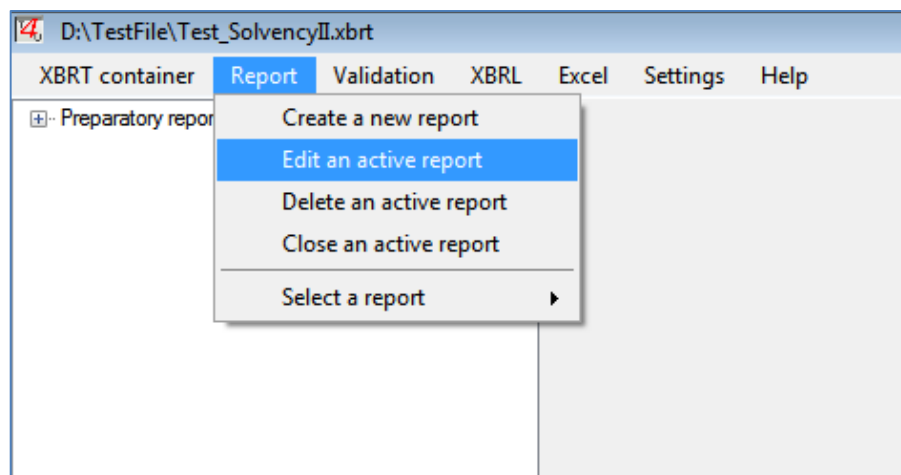 D:\TestFile\Test_SolvencyII.xbrt
XBRT container Report Validation XBRL Excel Settings Help
Preparatory repor
Create a new report
Edit an active report
Delete an active report
Close an active report
Select a report